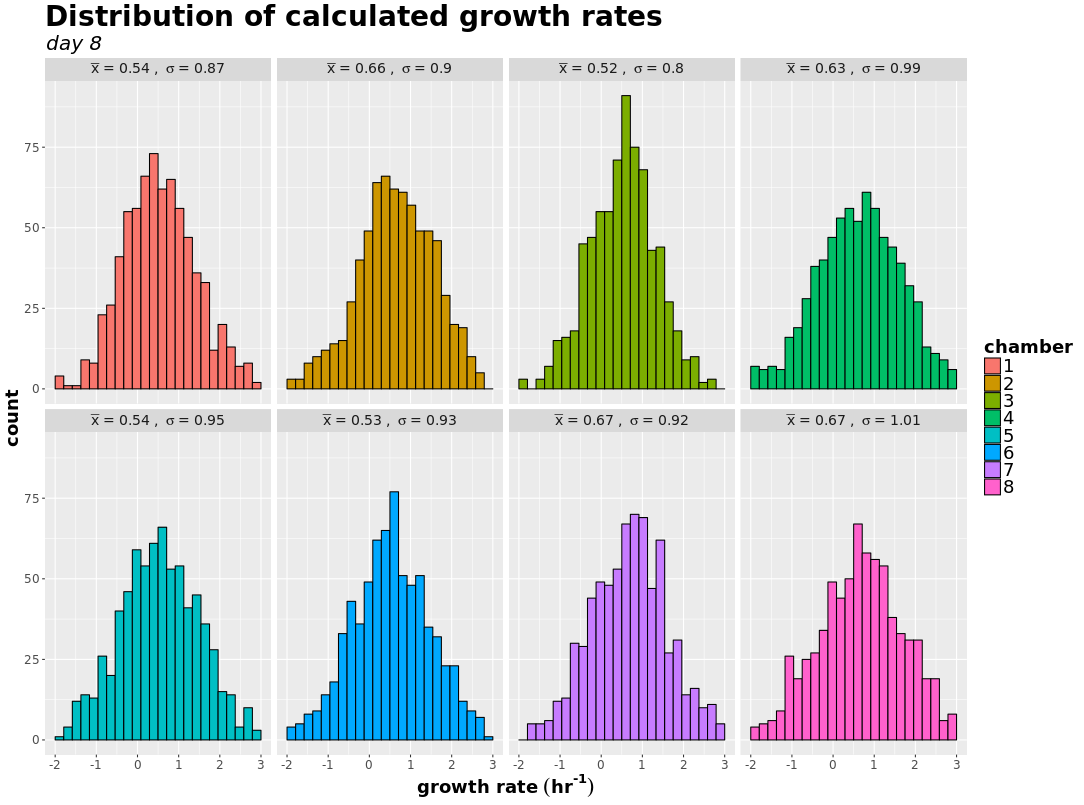 Distribution of calculated growth rates
day 8
x̅ = 0.54 ,  σ = 0.87
x̅ = 0.66 ,  σ = 0.9
x̅ = 0.52 ,  σ = 0.8
x̅ = 0.63 ,  σ = 0.99
75
50
25
0
x̅ = 0.54 ,  σ = 0.95
x̅ = 0.53 ,  σ = 0.93
x̅ = 0.67 ,  σ = 0.92
x̅ = 0.67 ,  σ = 1.01
75
50
25
0
-2 -1 0 1 2 3
-2 -1 0 1 2 3
-2 -1 0 1 2 3
-2 -1 0 1 2 3
growth rate (hr⁻¹)
count
chamber
1
2
3
4
5
6
7
8